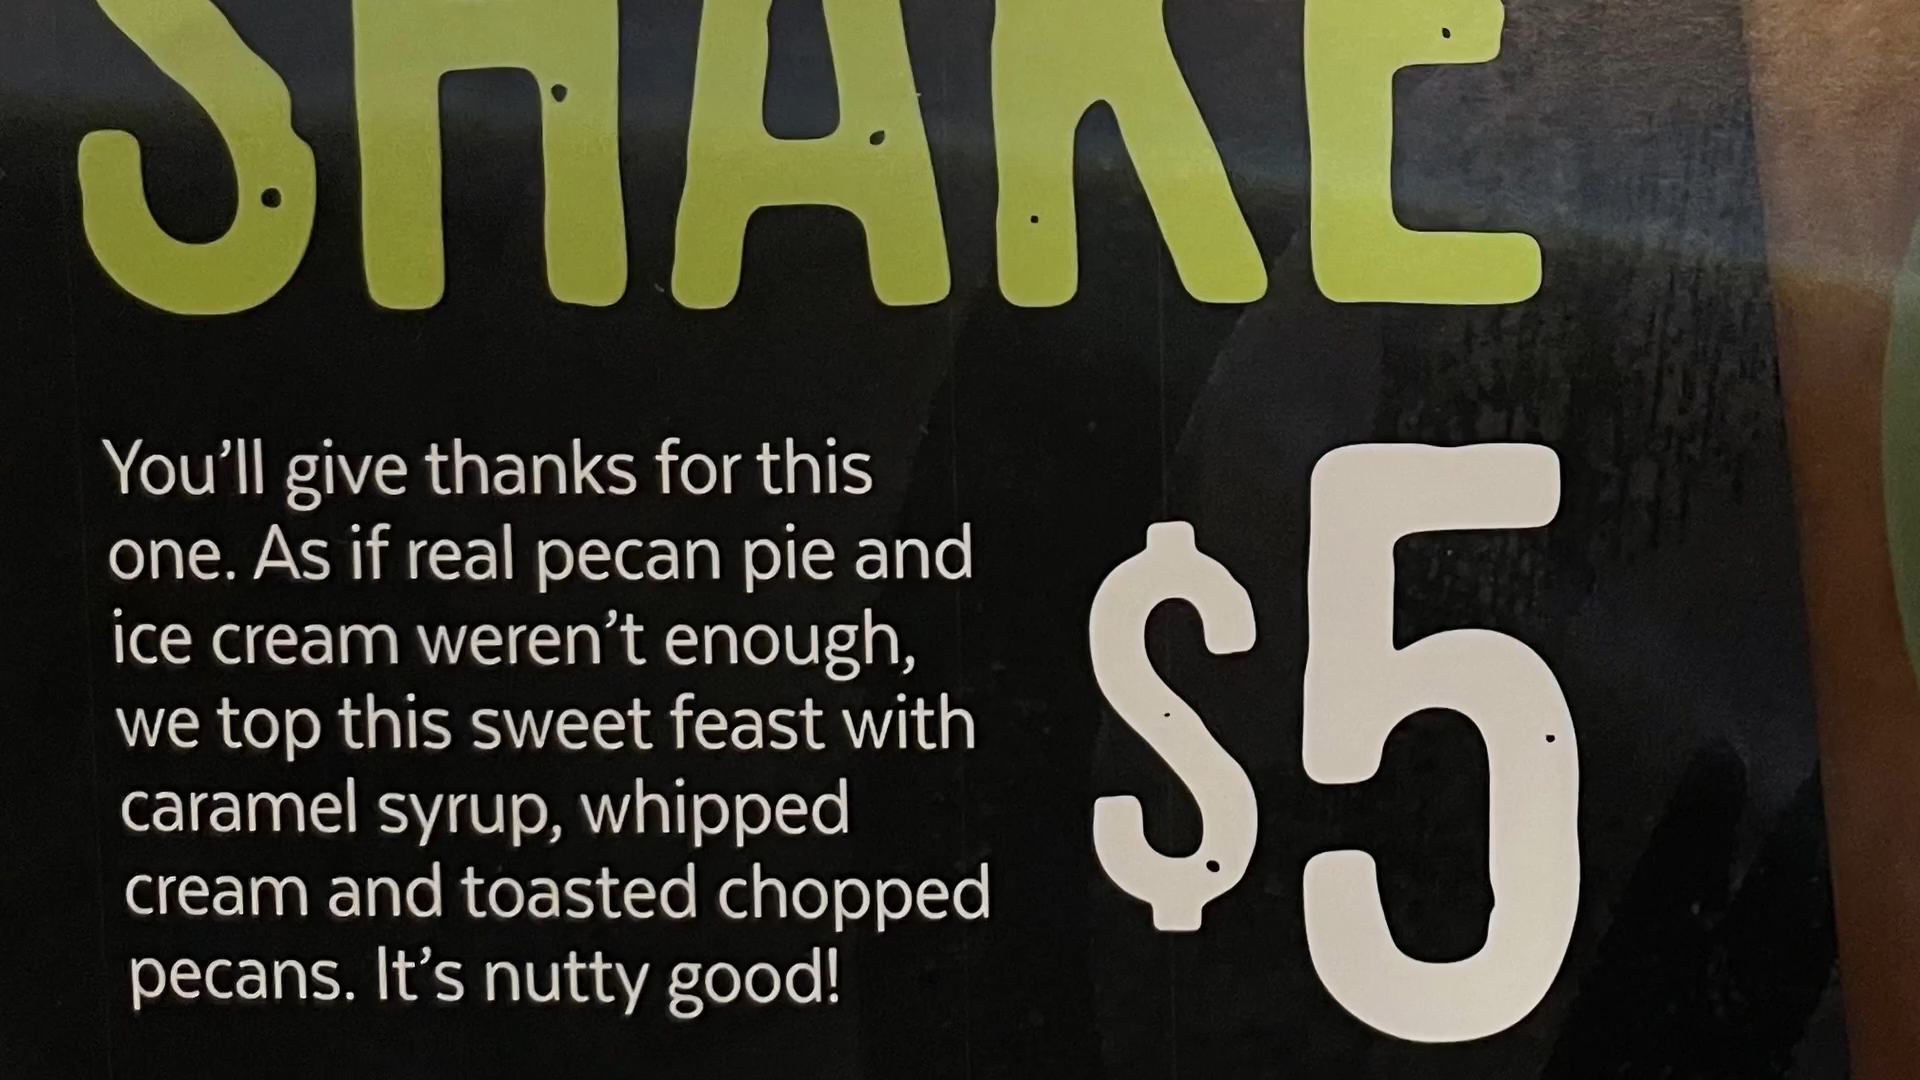 SHAKE
You'll give thanks for this
one. As if real pecan pie and
ice cream weren't enough,
we top this sweet feast with
caramel syrup, whipped
cream and toasted chopped
pecans. It's nutty good!
$5